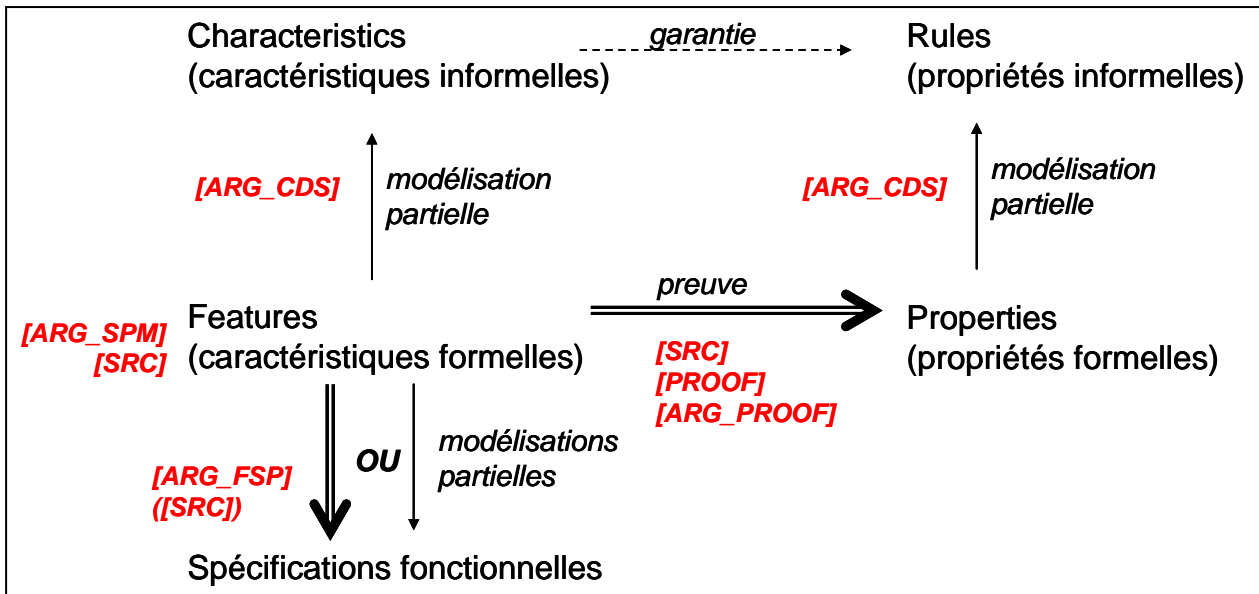 Characteristics
(caractéristiques informelles)
garantie
Rules
(propriétés informelles)
[ARG_CDS]
modélisation
partielle
[ARG_CDS]
modélisation
partielle
[ARG_SPM]
[SRC]
Features
(caractéristiques formelles)
preuve
[SRC]
[PROOF]
[ARG_PROOF]
Properties
(propriétés formelles)
[ARG_FSP]
([SRC])
OU
modélisations
partielles
Spécifications fonctionnelles